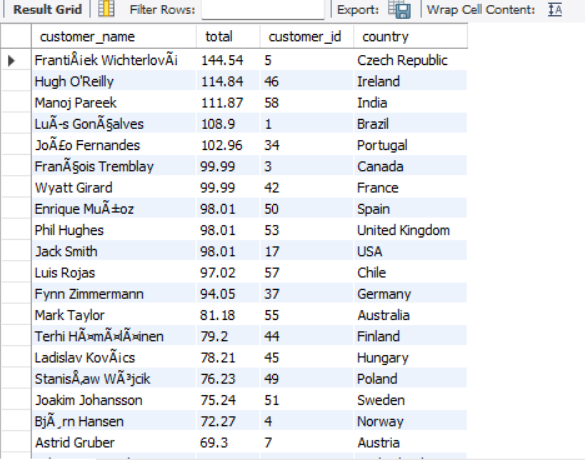 Result Grid Filter Rows: Export: Wrap Cell Content:
customer_name total customer_id country
FrantiÅ¡ek WichterlovÃ¡ 144.54 5 Czech Republic
Hugh O'Reilly 114.84 46 Ireland
Manoj Pareek 111.87 58 India
LuÃ-s GonÃ§alves 108.9 1 Brazil
JoÃ£o Fernandes 102.96 34 Portugal
FranÃ§ois Tremblay 99.99 3 Canada
Wyatt Girard 99.99 42 France
Enrique MuÃ±oz 98.01 50 Spain
Phil Hughes 98.01 53 United Kingdom
Jack Smith 98.01 17 USA
Luis Rojas 97.02 57 Chile
Fynn Zimmermann 94.05 37 Germany
Mark Taylor 81.18 55 Australia
Terhi HÃ¤mÃ¤lÃ¤inen 79.2 44 Finland
Ladislav KovÃ¡cs 78.21 45 Hungary
StanisÅ‚aw WÃ³jcik 76.23 49 Poland
Joakim Johansson 75.24 51 Sweden
BjÃ¸rn Hansen 72.27 4 Norway
Astrid Gruber 69.3 7 Austria